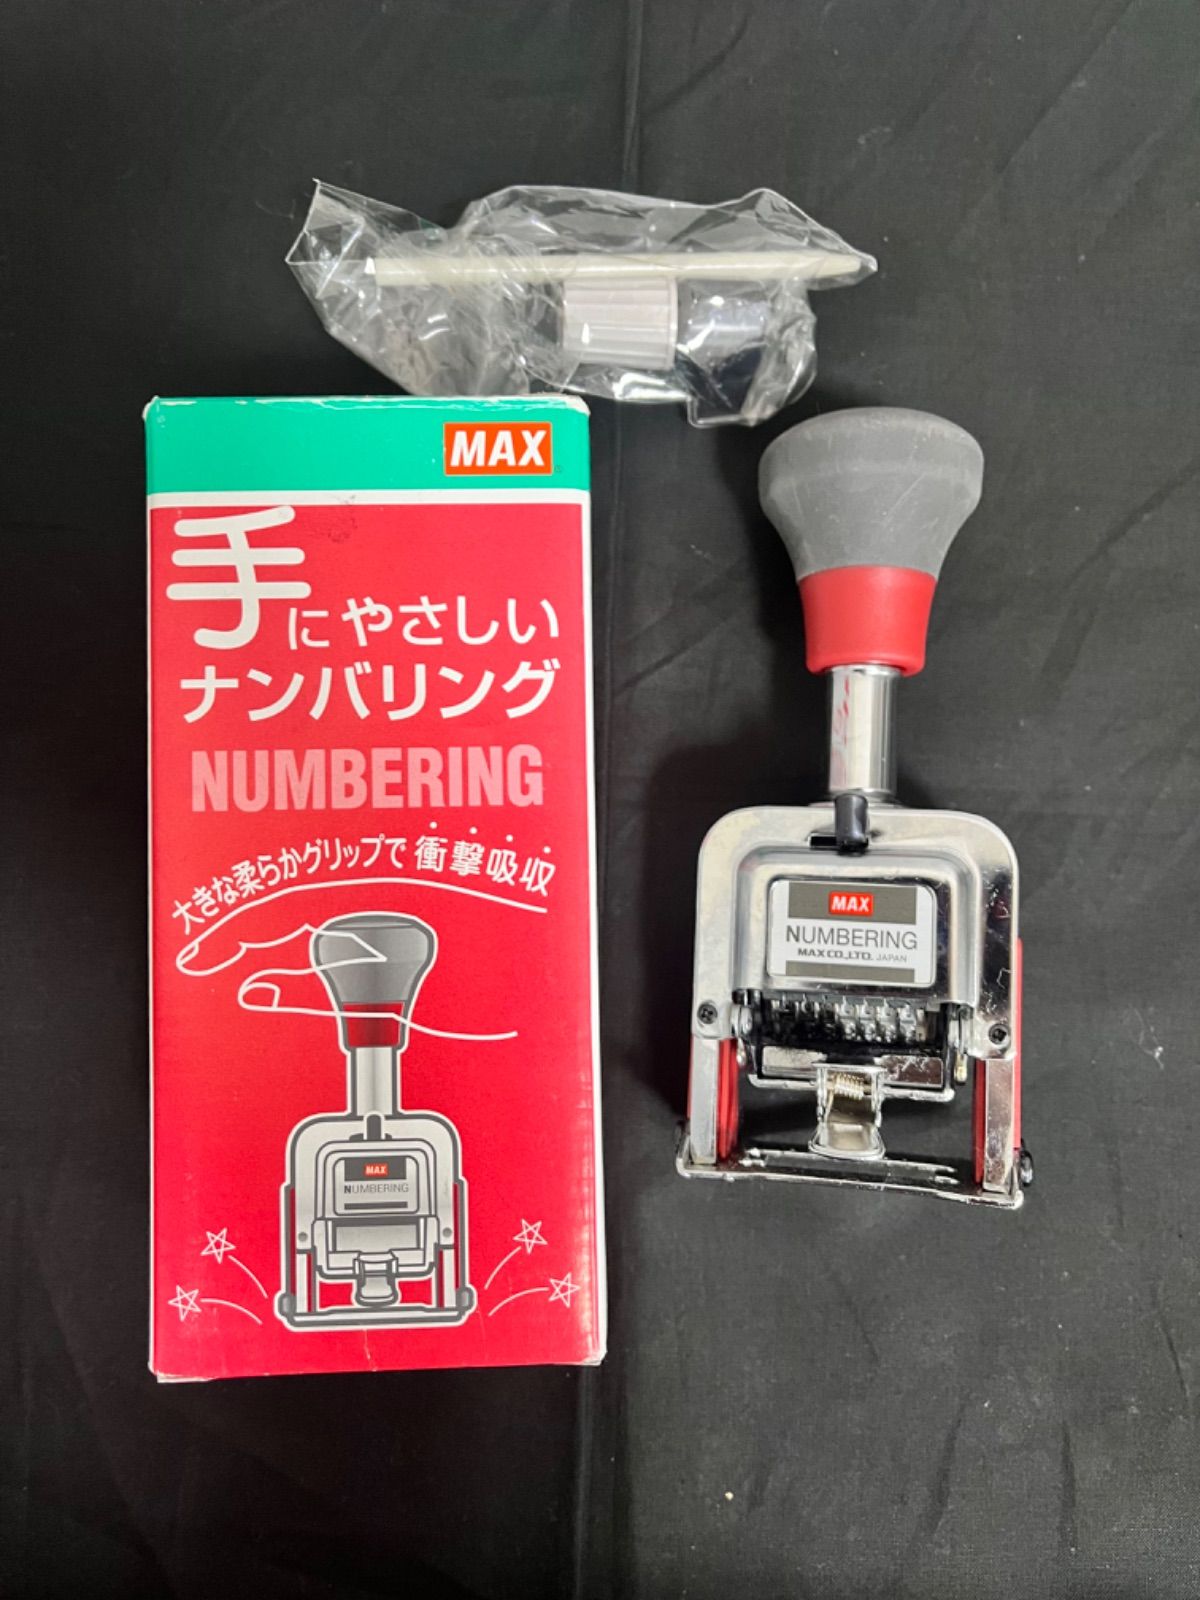 MAX
手にやさしい
ナンバリング
NUMBERING
大きな柔らかグリップで衝撃吸収
MAX
NUMBERING
MAX
NUMBERING
MAX CO.,LTD. JAPAN